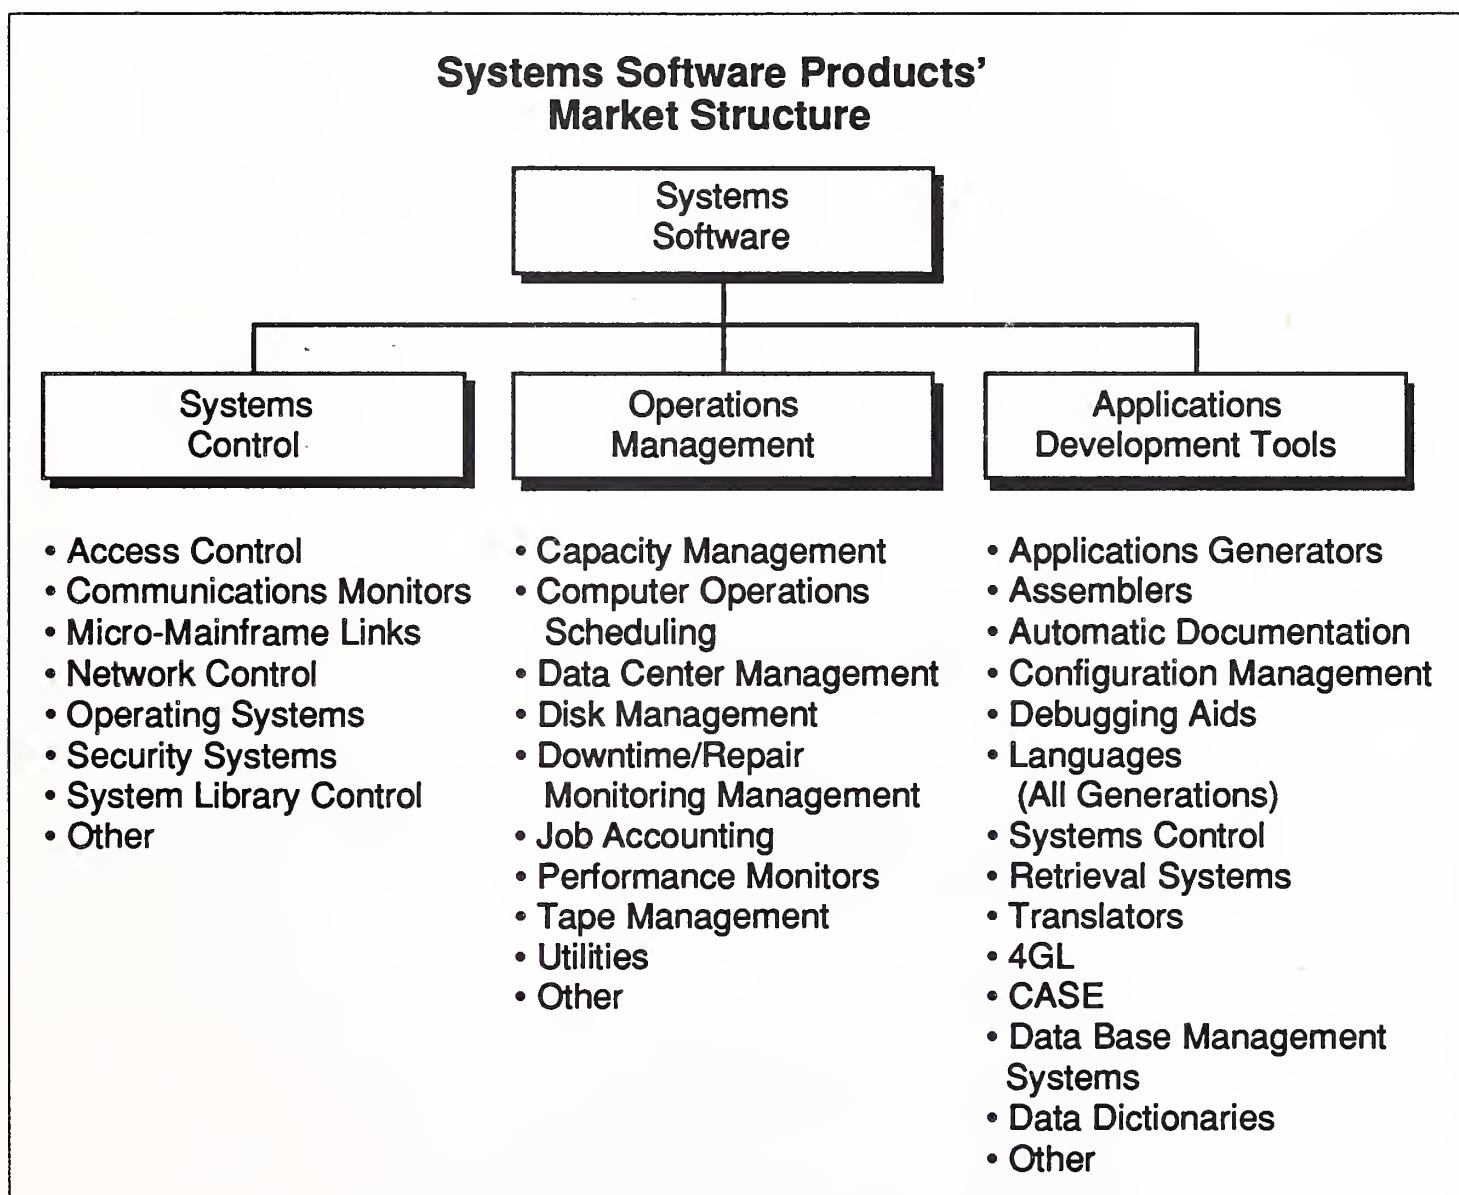 Systems Software Products'
Market Structure
Systems
Software
Systems
Control
Operations
Management
Applications
Development Tools
• Access Control
• Communications Monitors
• Micro-Mainframe Links
• Network Control
• Operating Systems
• Security Systems
• System Library Control
• Other
• Capacity Management
• Computer Operations
Scheduling
• Data Center Management
• Disk Management
• Downtime/Repair
Monitoring Management
• Job Accounting
• Performance Monitors
• Tape Management
• Utilities
• Other
• Applications Generators
• Assemblers
• Automatic Documentation
• Configuration Management
• Debugging Aids
• Languages
(All Generations)
• Systems Control
• Retrieval Systems
• Translators
• 4GL
• CASE
• Data Base Management
Systems
• Data Dictionaries
• Other